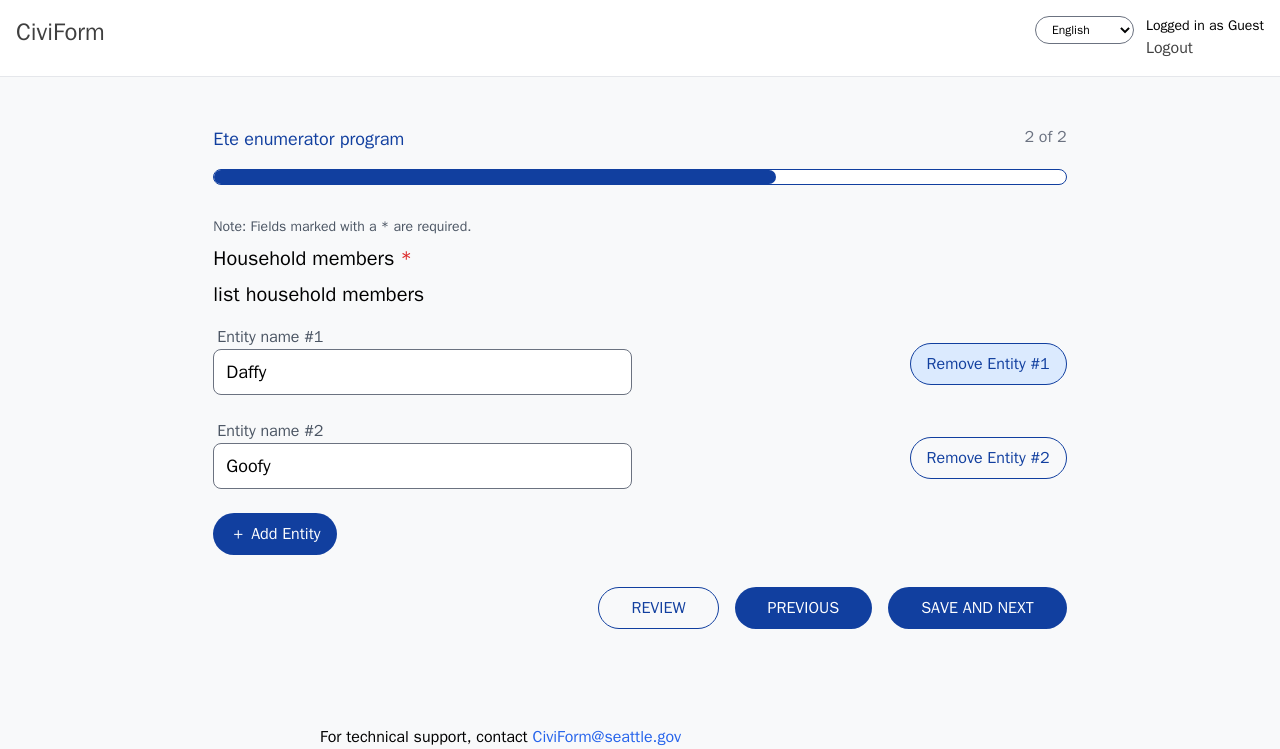 CiviForm
English
Logged in as Guest
Logout
Ete enumerator program
2 of 2
Note: Fields marked with a * are required.
Household members *
list household members
Entity name #1
Daffy
Remove Entity #1
Entity name #2
Goofy
Remove Entity #2
+ Add Entity
REVIEW
PREVIOUS
SAVE AND NEXT
For technical support, contact CiviForm@seattle.gov